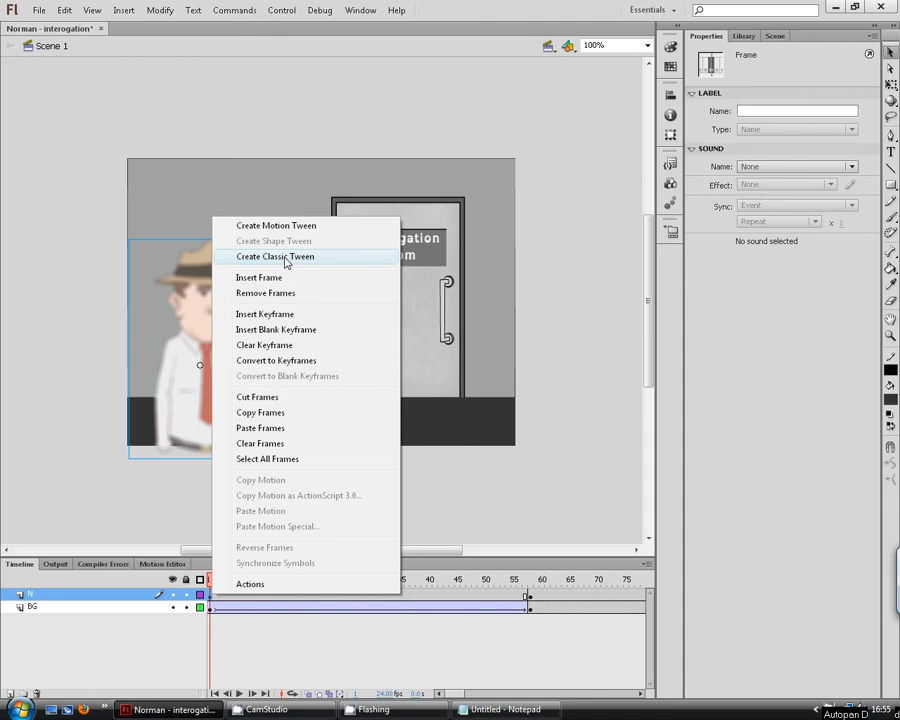 Fl File Edit View Insert Modify Text Commands Control Debug Window Help Essentials
Norman - interogation* ×
Scene 1 100%
Properties Library Scene
Frame
LABEL
Name:
Type: Name
SOUND
Name: None
Effect: None
Sync: Event
Repeat x 1
No sound selected
gation
om
Create Motion Tween
Create Shape Tween
Create Classic Tween
Insert Frame
Remove Frames
Insert Keyframe
Insert Blank Keyframe
Clear Keyframe
Convert to Keyframes
Convert to Blank Keyframes
Cut Frames
Copy Frames
Paste Frames
Clear Frames
Select All Frames
Copy Motion
Copy Motion as ActionScript 3.0...
Paste Motion
Paste Motion Special...
Reverse Frames
Synchronize Symbols
Actions
Timeline Output Compiler Errors Motion Editor
1 35 40 45 50 55 60 65 70 75
N
BG
1 24.00fps 0.0s
Norman - interogati... CamStudio Flashing Untitled - Notepad 16:55
Autopan D